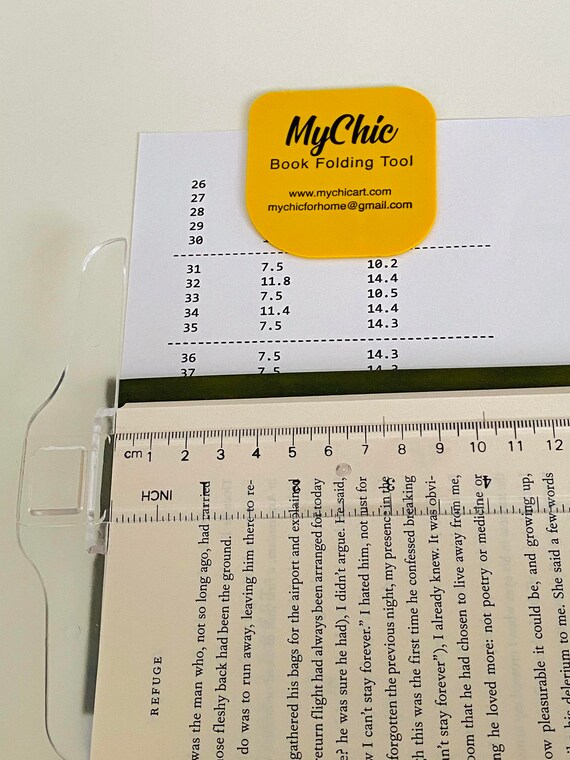 MyChic
Book Folding Tool
www.mychicart.com
mychicforhome@gmail.com
26
27
28
29
30
31 7.5 10.2
32 11.8 14.4
33 7.5 10.5
34 11.4 14.4
35 7.5 14.3
36 7.5 14.3
37 7.5 14.3
cm 1 2 3 4 5 6 7 8 9 10 11 12
INCH 2 3 4
REFUGE
was the man who, not so long ago, had carried
ose fleshy back had been the ground.
do was to run away, leaving him there to re-
gathered his bags for the airport and explained
return flight had always been arranged for today
e? he was sure he had), I didn't argue. He said,
w I can't stay forever." I hated him, not just for
forgotten the previous night, my presence in the
h this was the first time he confessed breaking
n't stay forever"), I already knew. It was obvi-
oom that he had chosen to live away from me,
ng he loved more: not poetry or medicine or
ow pleasurable it could be, and growing up,
his delerium to me. She said a few words